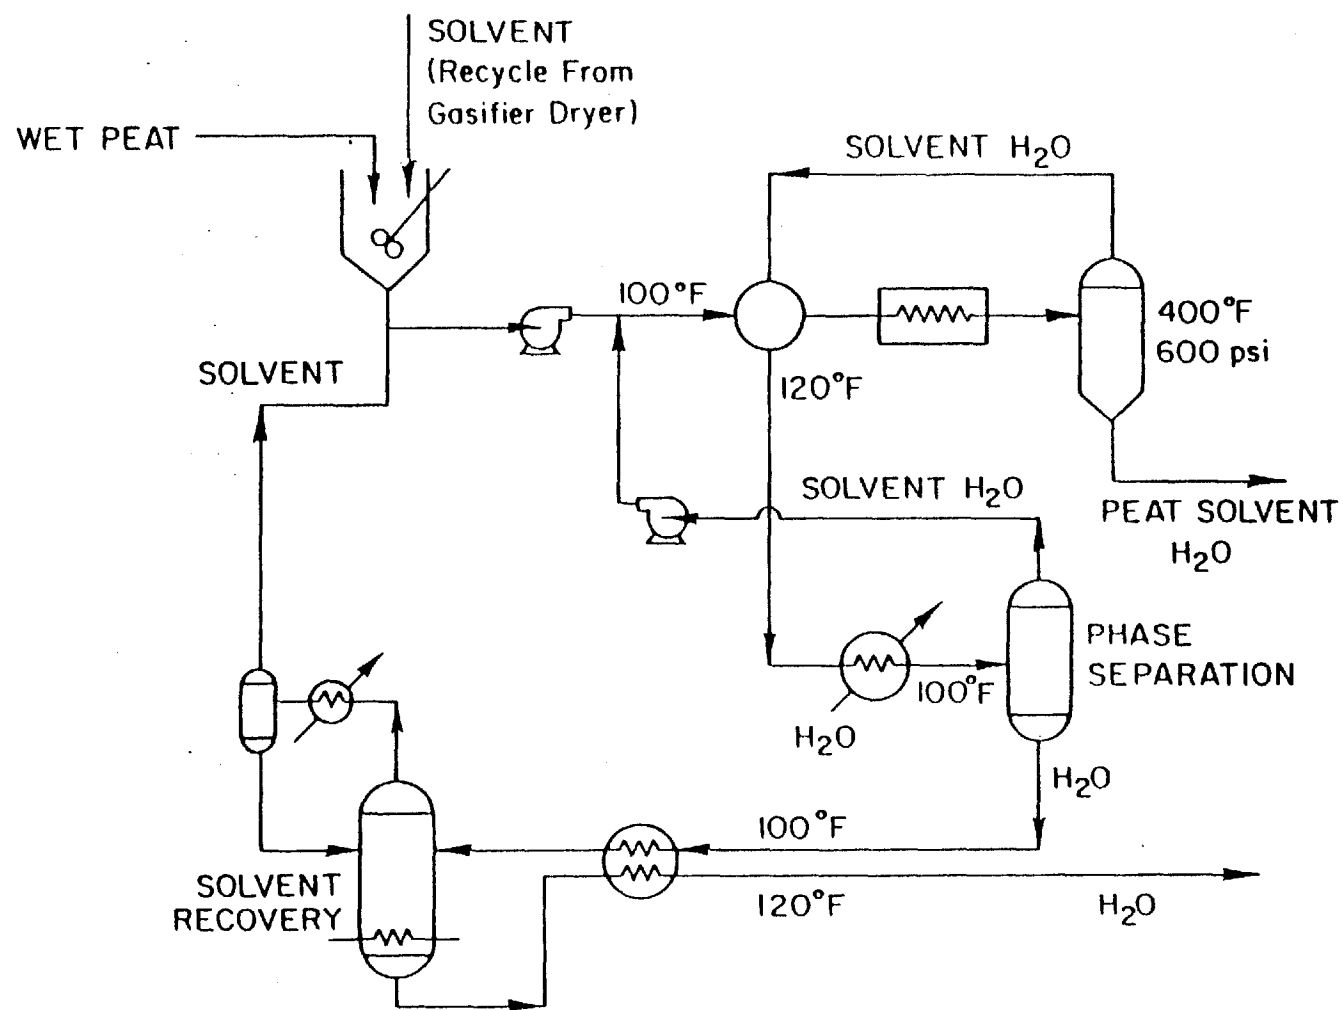 SOLVENT
(Recycle From
Gasifier Dryer)
WET PEAT
SOLVENT H₂O
100°F
400°F
600 psi
SOLVENT
120°F
SOLVENT H₂O
PEAT SOLVENT
H₂O
PHASE
SEPARATION
100°F
H₂O
H₂O
100°F
SOLVENT
RECOVERY
120°F
H₂O